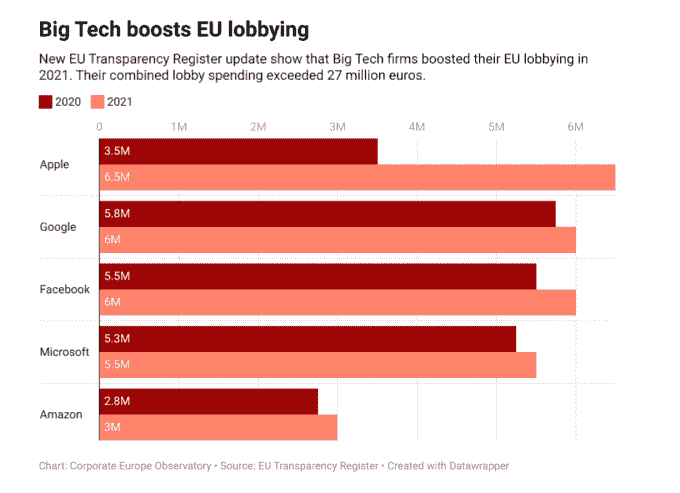 Big Tech boosts EU lobbying
New EU Transparency Register update show that Big Tech firms boosted their EU lobbying in
2021. Their combined lobby spending exceeded 27 million euros.
2020 2021
0 1M 2M 3M 4M 5M 6M
Apple
3.5M
6.5M
Google
5.8M
6M
Facebook
5.5M
6M
Microsoft
5.3M
5.5M
Amazon
2.8M
3M
Chart: Corporate Europe Observatory • Source: EU Transparency Register • Created with Datawrapper